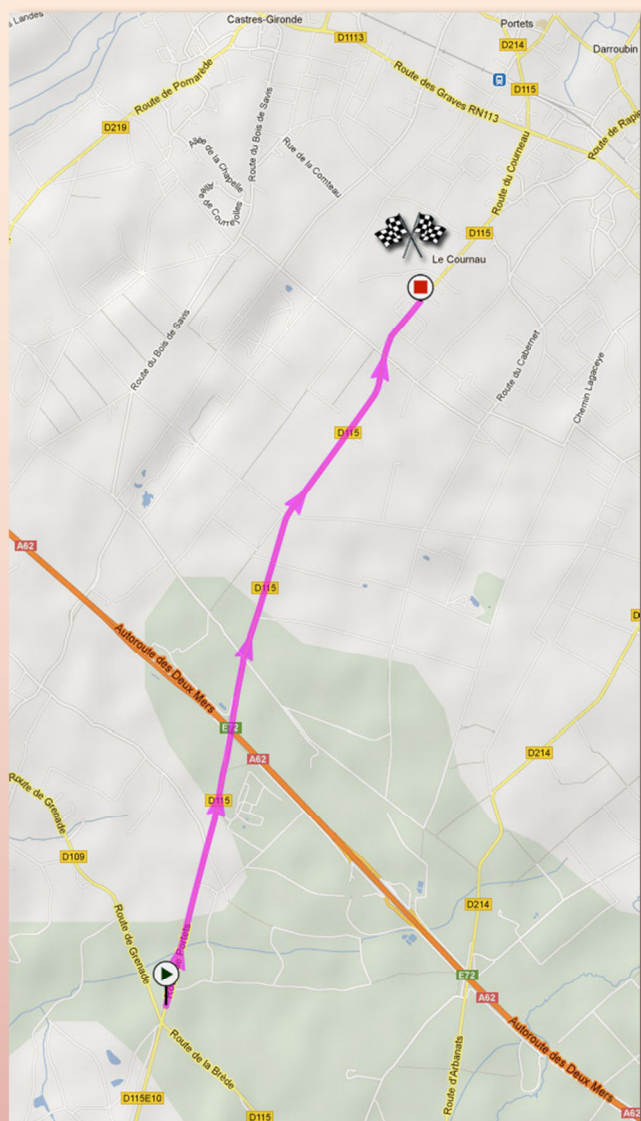 s Landes
Castres-Gironde
Portets
D1113
D214
Darroubin
Route de Pomarède
Route des Graves RN113
D115
D219
Route du Bois de Savis
Rue de la Comteau
Allée de la Chapelle
Allée de Courrejolles
Route du Courneau
Route de Rapi
D115
Le Cournau
Route du Bois de Savis
Route du Cabernet
Chemin Lagaceye
D115
A62
D115
D
Autoroute des Deux Mers
E72
A62
D214
Route de Grenade
D115
D109
D214
Route de Grenade
de Portets
E72
A62
Route de la Brède
Route d'Arbanats
Autoroute des Deux Mers
D115E10
D115
A62